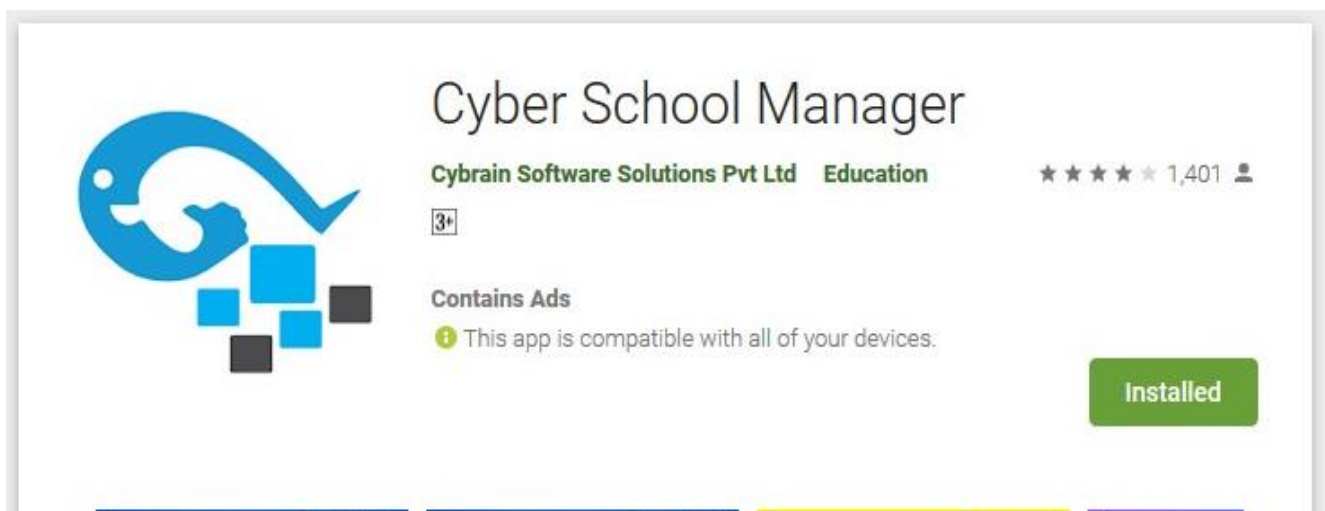 Cyber School Manager
Cybrain Software Solutions Pvt Ltd Education 1,401
3+
Contains Ads
This app is compatible with all of your devices.
Installed